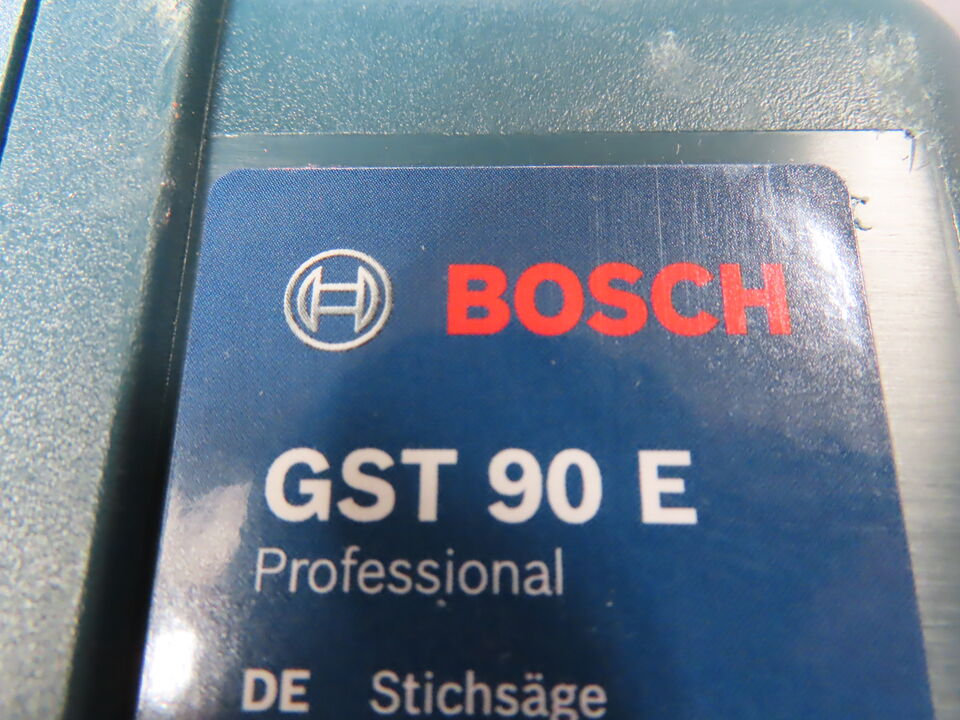 BOSCH
GST 90 E
Professional
DE Stichsäge